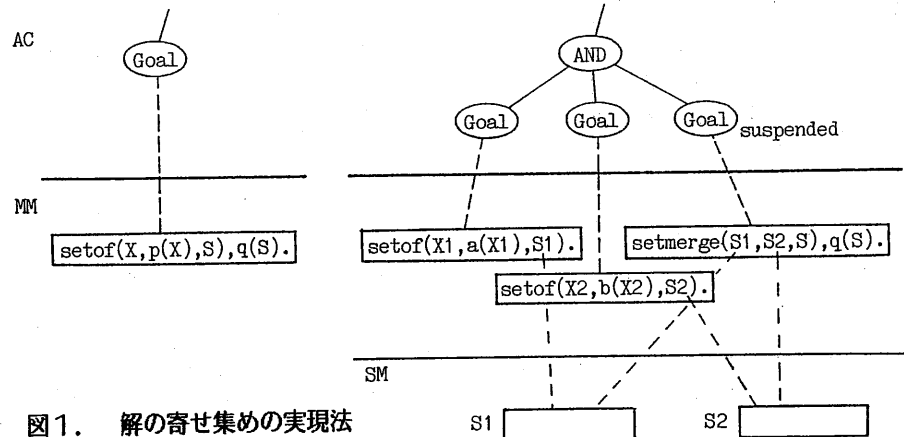 AC
Goal
AND
Goal
Goal
Goal
suspended
MM
setof(X,p(X),S),q(S).
setof(X1,a(X1),S1).
setmerge(S1,S2,S),q(S).
setof(X2,b(X2),S2).
SM
S1
S2
図1. 解の寄せ集めの実現法